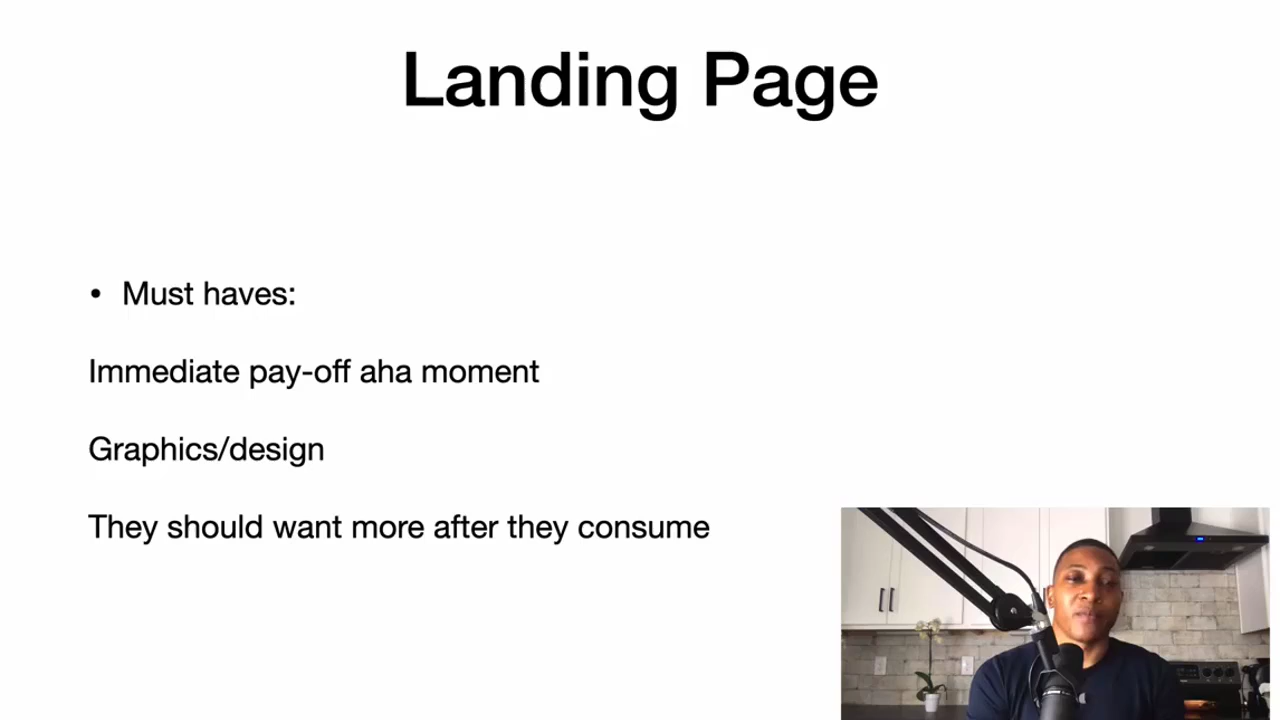 Landing Page
• Must haves:
Immediate pay-off aha moment
Graphics/design
They should want more after they consume